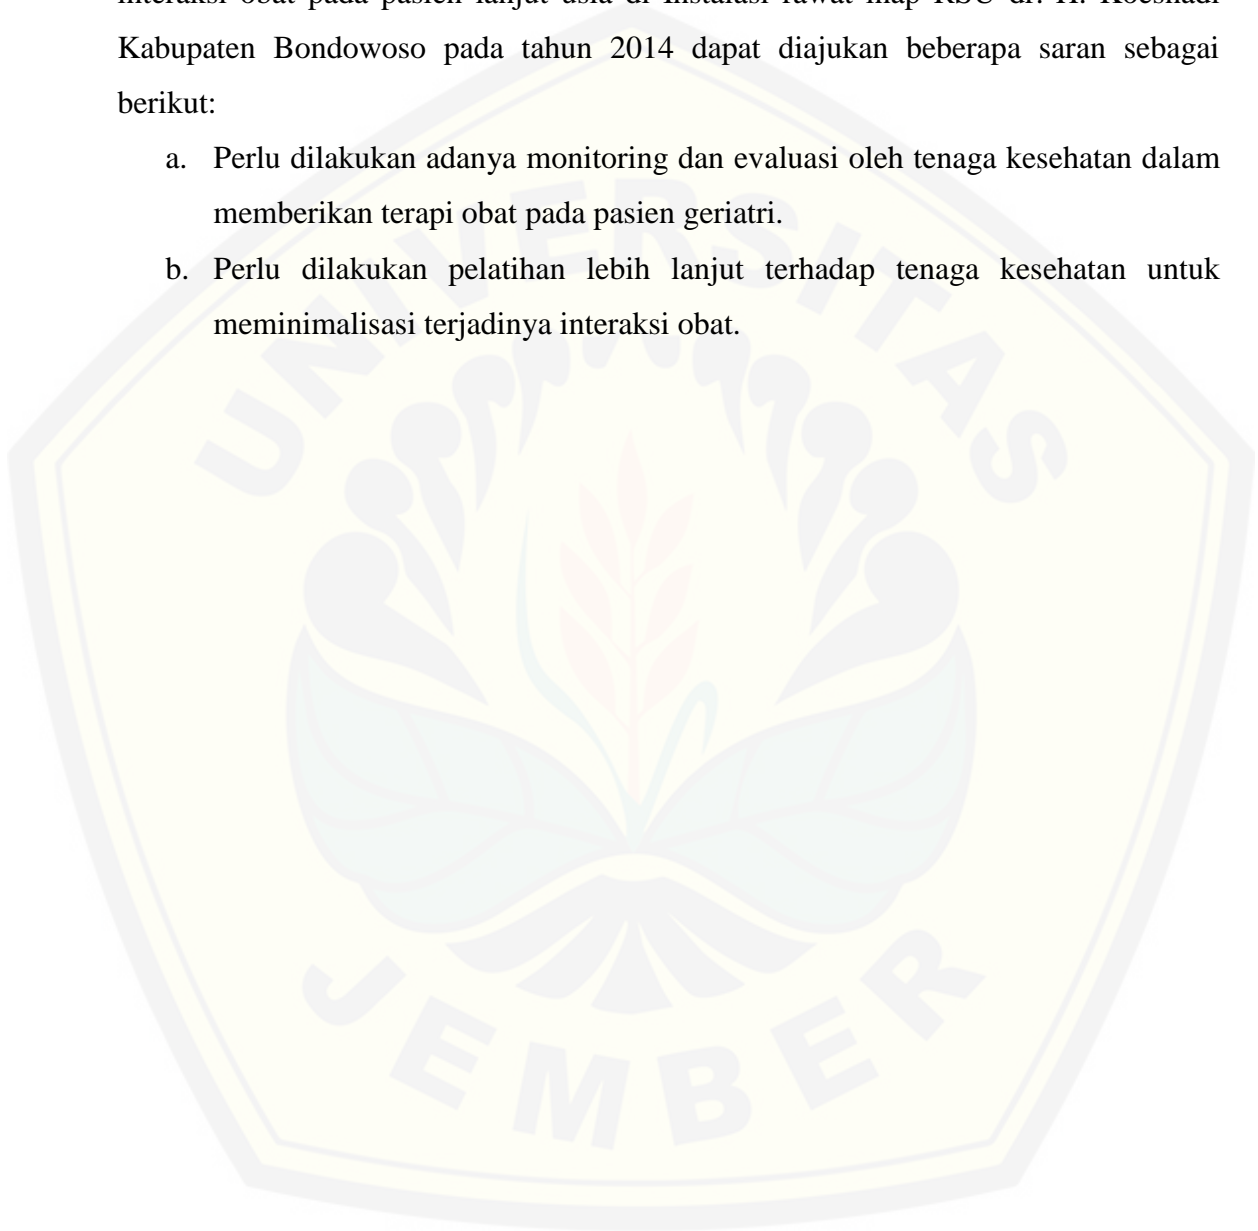 interaksi obat pada pasien lanjut usia di Instalasi rawat inap RSU dr. H. Koesnadi
Kabupaten Bondowoso pada tahun 2014 dapat diajukan beberapa saran sebagai
berikut:
a. Perlu dilakukan adanya monitoring dan evaluasi oleh tenaga kesehatan dalam
memberikan terapi obat pada pasien geriatri.
b. Perlu dilakukan pelatihan lebih lanjut terhadap tenaga kesehatan untuk
meminimalisasi terjadinya interaksi obat.
UNIVERSITAS
JEMBER